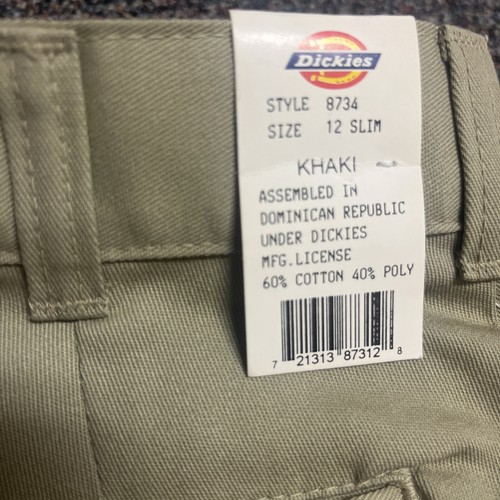 Dickies
STYLE 8734
SIZE 12 SLIM
KHAKI
ASSEMBLED IN
DOMINICAN REPUBLIC
UNDER DICKIES
MFG.LICENSE
60% COTTON 40% POLY
7 21313 87312 8